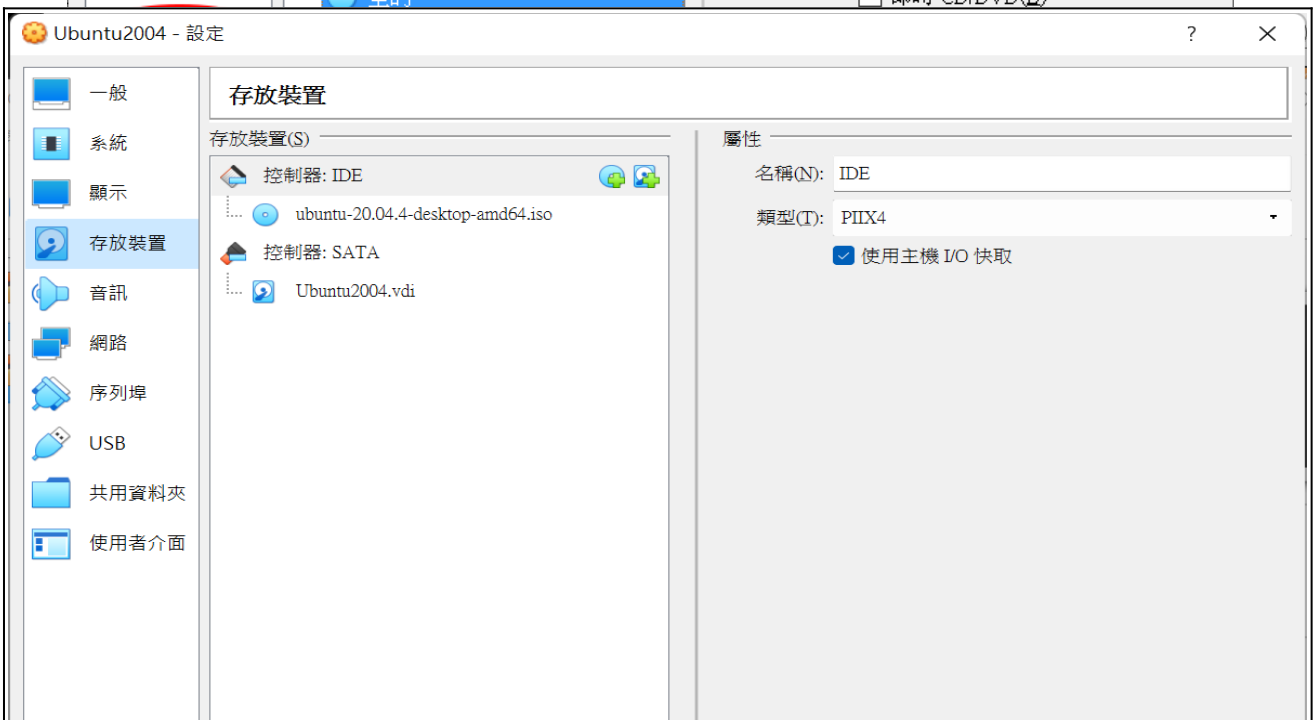 Ubuntu2004 - 設定
?
一般
系統
顯示
存放裝置
音訊
網路
序列埠
USB
共用資料夾
使用者介面
存放裝置
存放裝置(S)
控制器: IDE
ubuntu-20.04.4-desktop-amd64.iso
控制器: SATA
Ubuntu2004.vdi
屬性
名稱(N): IDE
類型(T): PIIX4
使用主機 I/O 快取